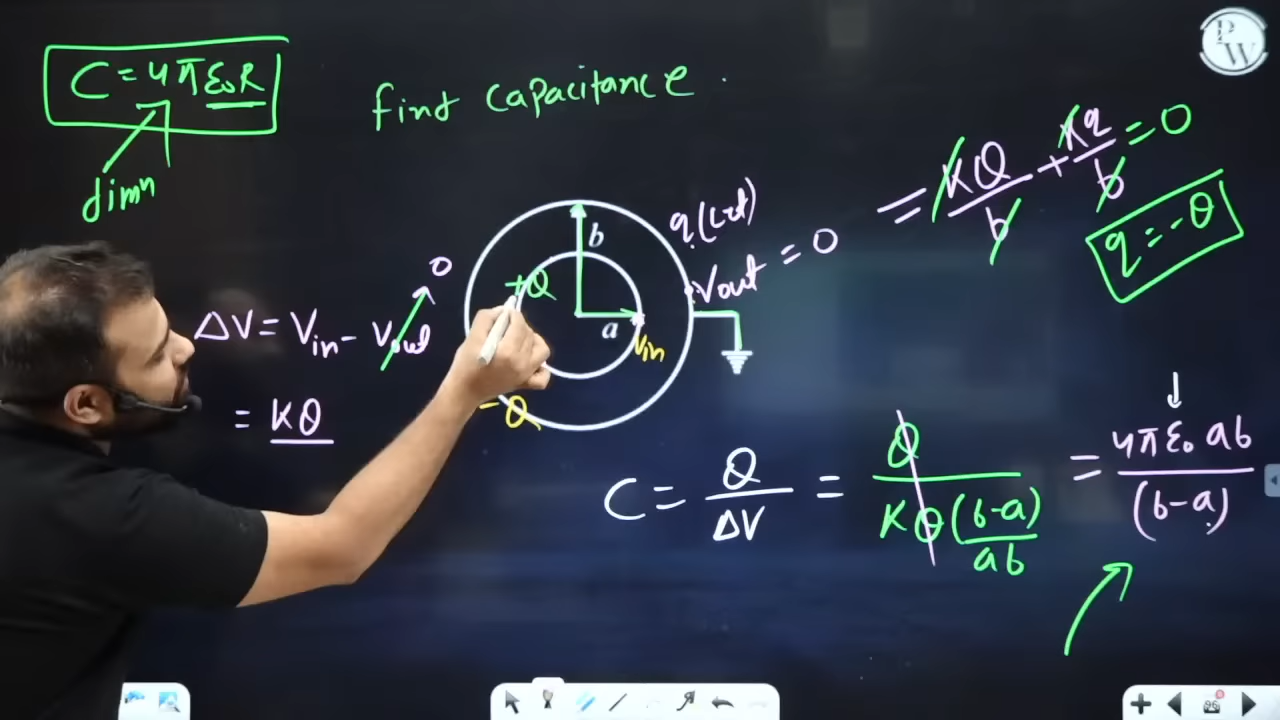 C = 4πε₀R
dimⁿ
find capacitance.
PW
= KQ/b + Kq/b = 0
q = -Q
q (let)
Vout = 0
b
+Q
a
Vin
-Q
ΔV = Vin - Vout 0
= KQ
C = Q/ΔV = Q/(KQ(b-a)/ab) = 4πε₀ab/(b-a)